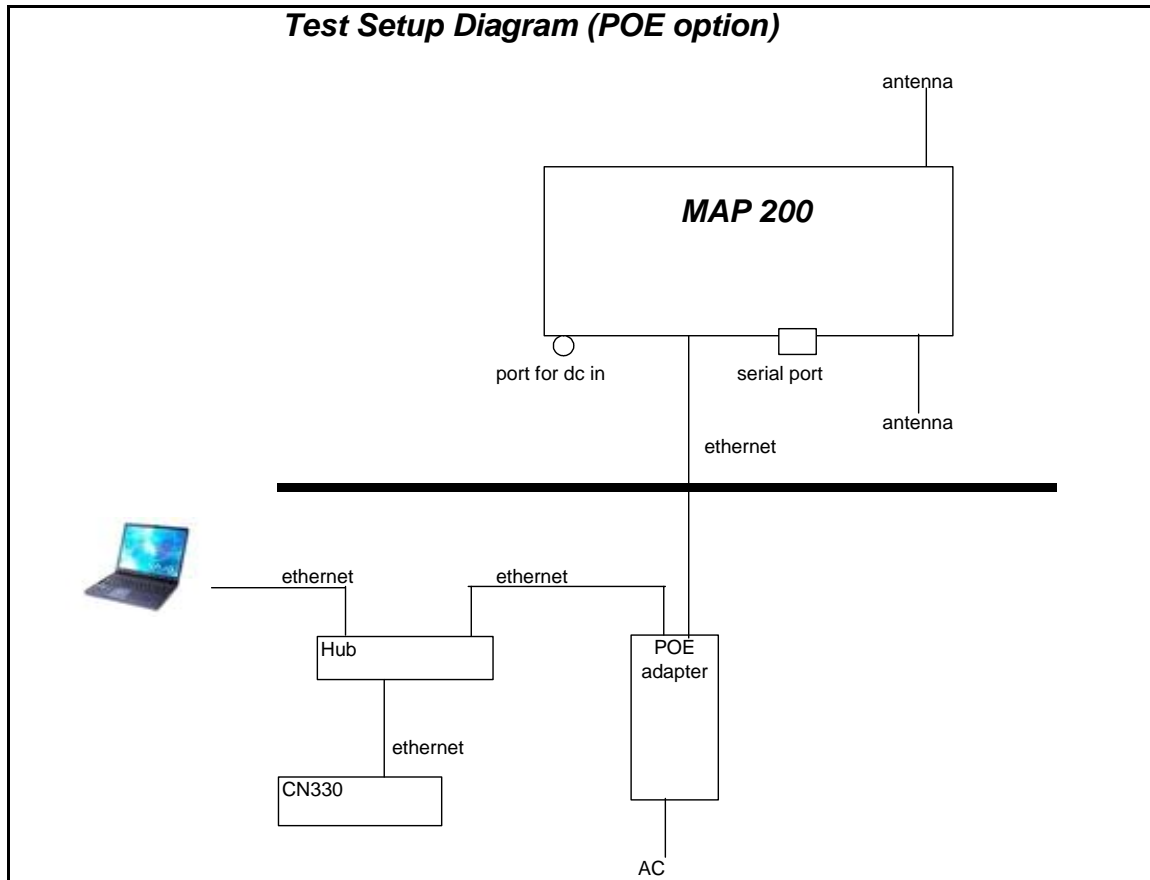 Test Setup Diagram (POE option)
antenna
MAP 200
port for dc in
serial port
antenna
ethernet
ethernet
ethernet
Hub
POE
adapter
ethernet
CN330
AC